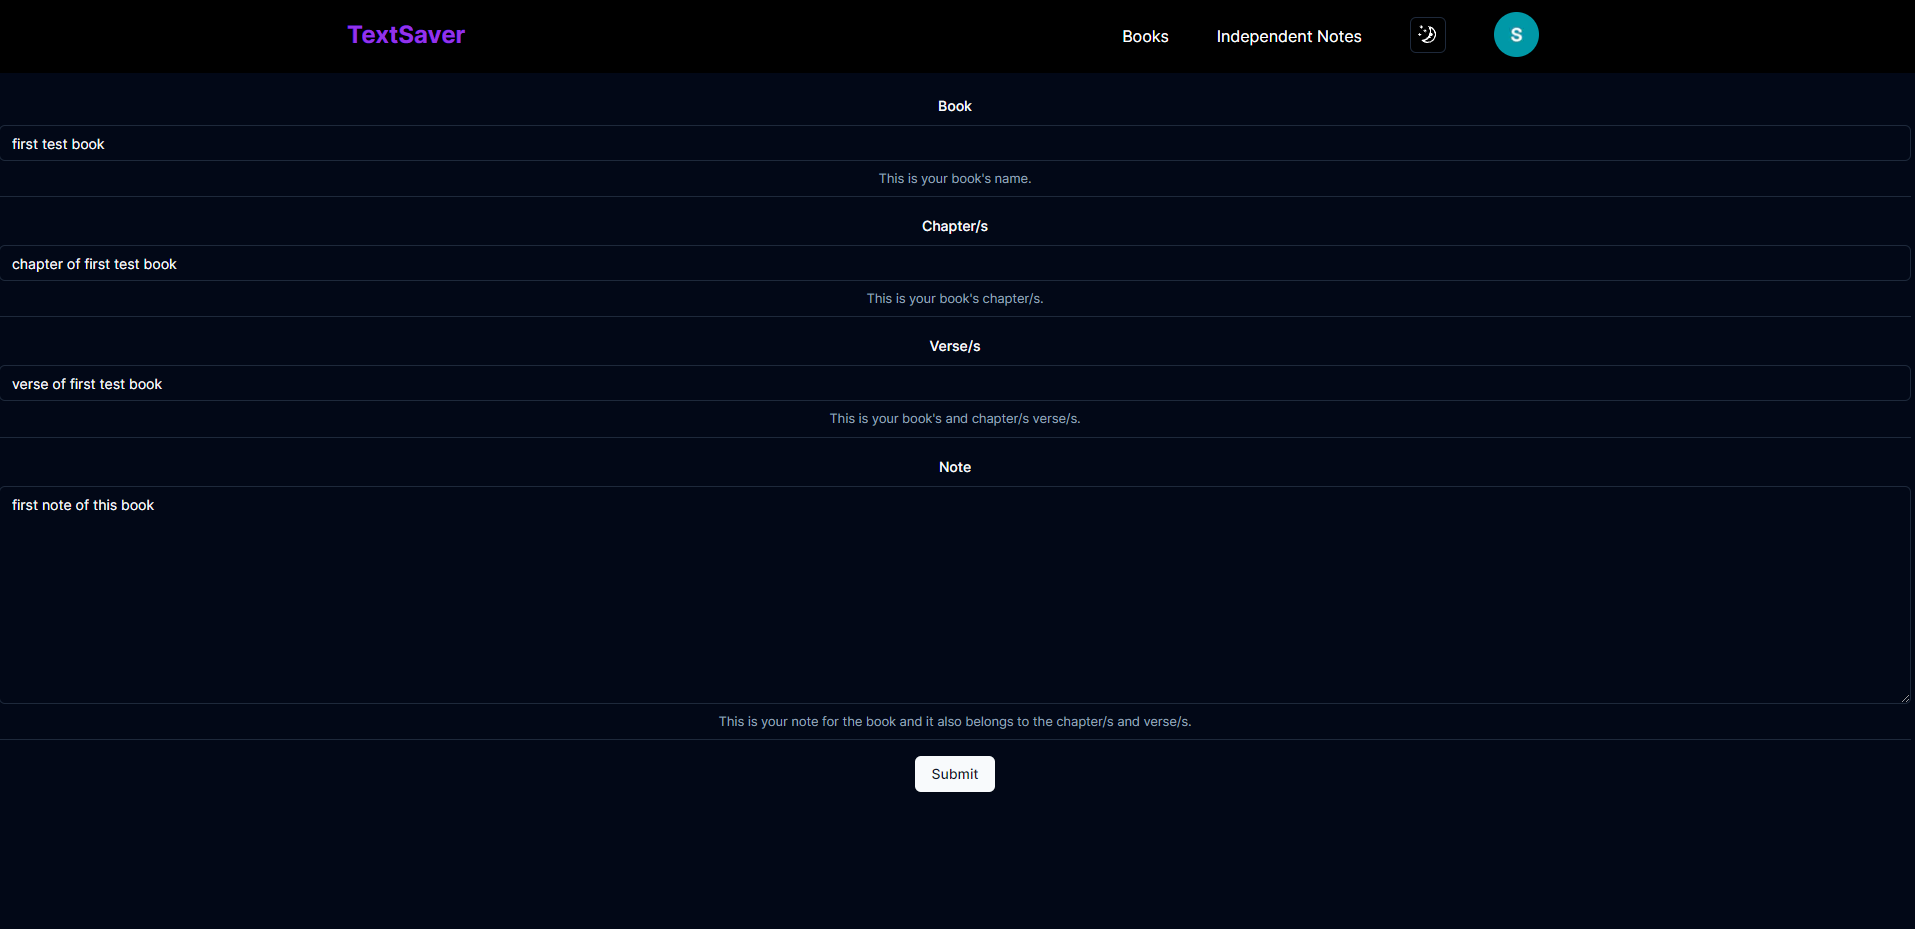 TextSaver
Books
Independent Notes
S
Book
first test book
This is your book's name.
Chapter/s
chapter of first test book
This is your book's chapter/s.
Verse/s
verse of first test book
This is your book's and chapter/s verse/s.
Note
first note of this book
This is your note for the book and it also belongs to the chapter/s and verse/s.
Submit